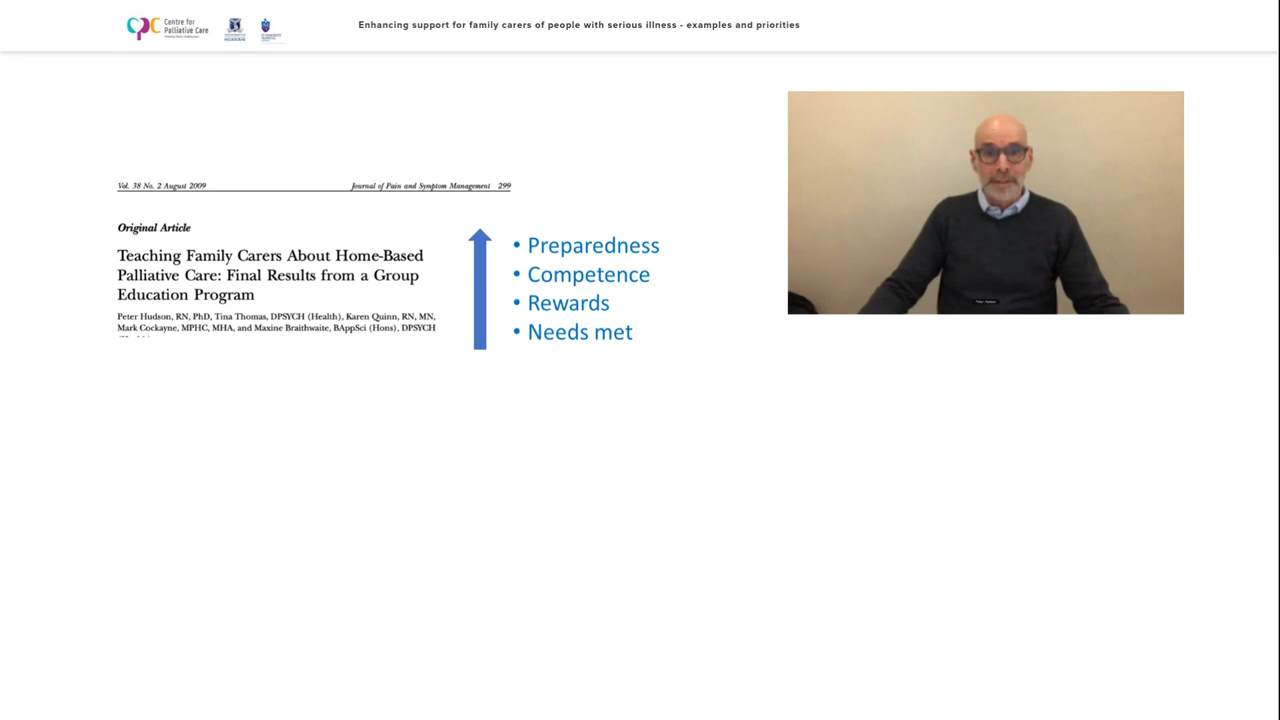 Centre for
Palliative Care
Enhancing support for family carers of people with serious illness - examples and priorities
Vol. 38 No. 2 August 2009
Journal of Pain and Symptom Management 299
Original Article
Teaching Family Carers About Home-Based
Palliative Care: Final Results from a Group
Education Program
Peter Hudson, RN, PhD, Tina Thomas, DPSYCH (Health), Karen Quinn, RN, MN,
Mark Cockayne, MPHC, MHA, and Maxine Braithwaite, BAppSci (Hons), DPSYCH
• Preparedness
• Competence
• Rewards
• Needs met
Peter Hudson